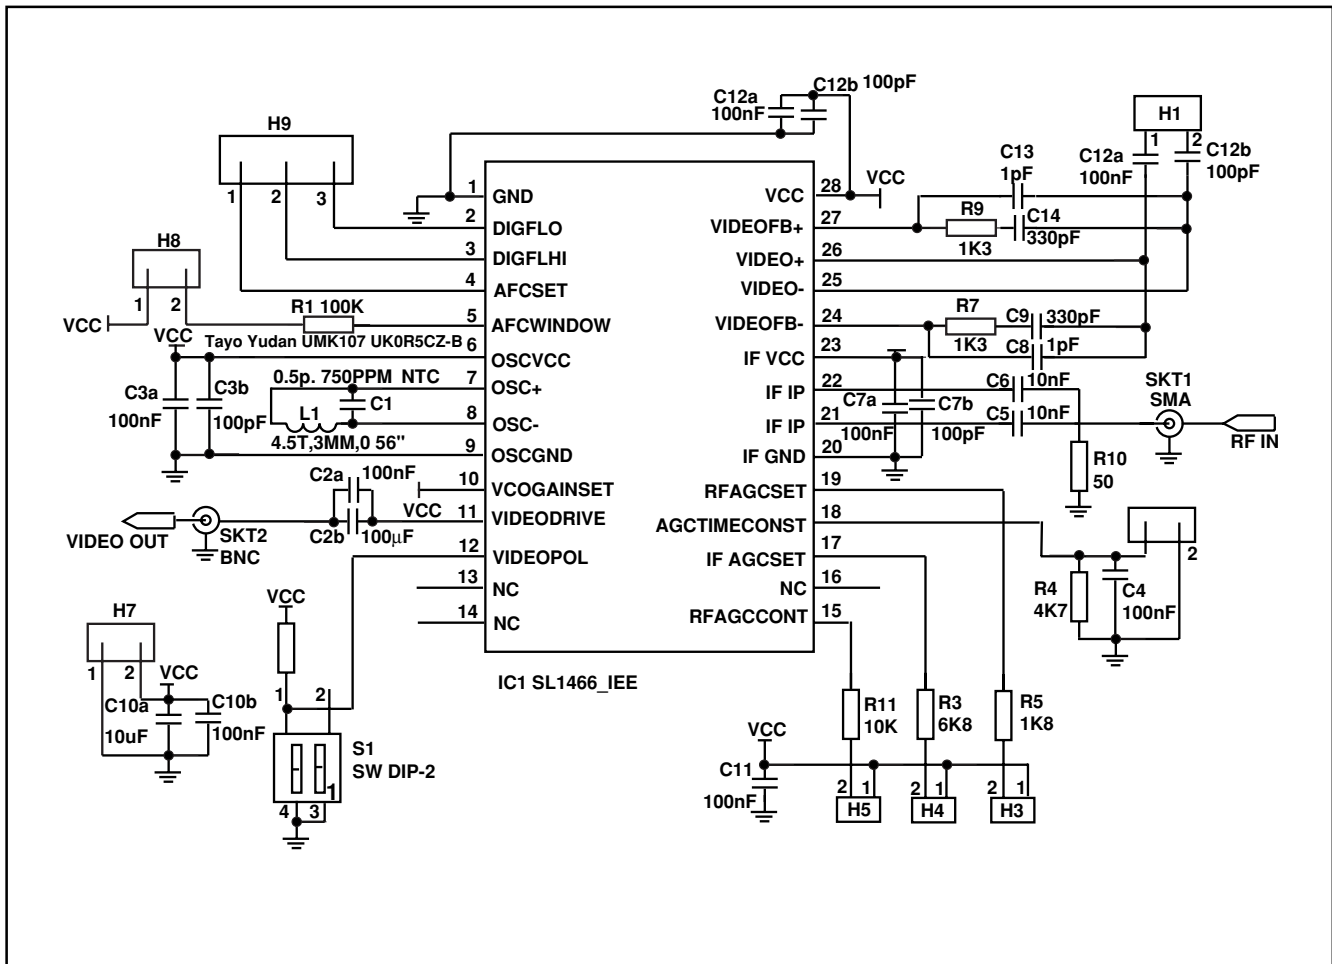 C12a
100nF
C12b 100pF
H9
1
2
3
H1
1
2
C12a
100nF
C12b
100pF
C13
1pF
VCC
1
GND
2
DIGFLO
3
DIGFLHI
4
AFCSET
5
AFCWINDOW
6
OSCVCC
7
OSC+
8
OSC-
9
OSCGND
10
VCOGAINSET
11
VIDEODRIVE
12
VIDEOPOL
13
NC
14
NC
28
VCC
27
VIDEOFB+
26
VIDEO+
25
VIDEO-
24
VIDEOFB-
23
IF VCC
22
IF IP
21
IF IP
20
IF GND
19
RFAGCSET
18
AGCTIMECONST
17
IF AGCSET
16
NC
15
RFAGCCONT
IC1 SL1466_IEE
R9
1K3
C14
330pF
R7
1K3
C9
330pF
C8
1pF
H8
1
2
VCC
R1 100K
VCC
Tayo Yudan UMK107 UK0R5CZ-B
C3a
100nF
C3b
100pF
0.5p. 750PPM NTC
C1
L1
4.5T,3MM,0 56"
C6
10nF
C5
10nF
C7a
100nF
C7b
100pF
SKT1
SMA
RF IN
R10
50
C2a
100nF
VCC
C2b
100µF
VIDEO OUT
SKT2
BNC
2
R4
4K7
C4
100nF
H7
1
2
VCC
C10a
10uF
C10b
100nF
VCC
1
2
S1
SW DIP-2
1
4
3
R11
10K
R3
6K8
R5
1K8
VCC
C11
100nF
2
1
H5
2
1
H4
2
1
H3